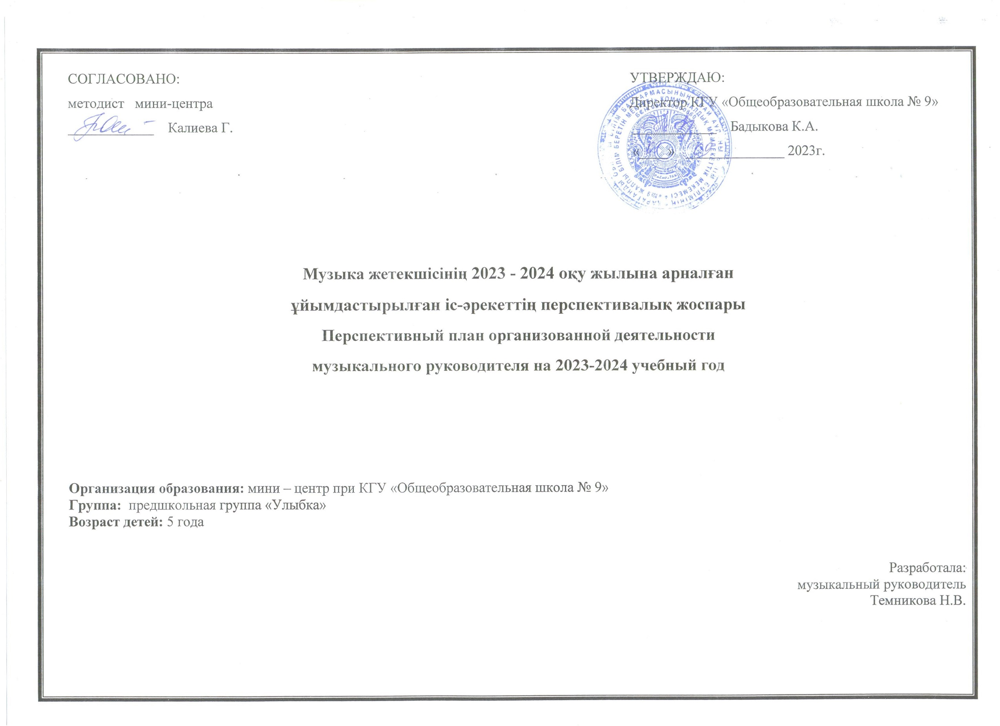 СОГЛАСОВАНО:
методист мини-центра
____________ Калиева Г.
УТВЕРЖДАЮ:
Директор КГУ «Общеобразовательная школа № 9»
____________ Бадыкова К.А.
«____» ______________ 2023г.
Музыка жетекшісінің 2023 - 2024 оқу жылына арналған
ұйымдастырылған іс-әрекеттің перспективалық жоспары
Перспективный план организованной деятельности
музыкального руководителя на 2023-2024 учебный год
Организация образования: мини – центр при КГУ «Общеобразовательная школа № 9»
Группа: предшкольная группа «Улыбка»
Возраст детей: 5 года
Разработала:
музыкальный руководитель
Темникова Н.В.